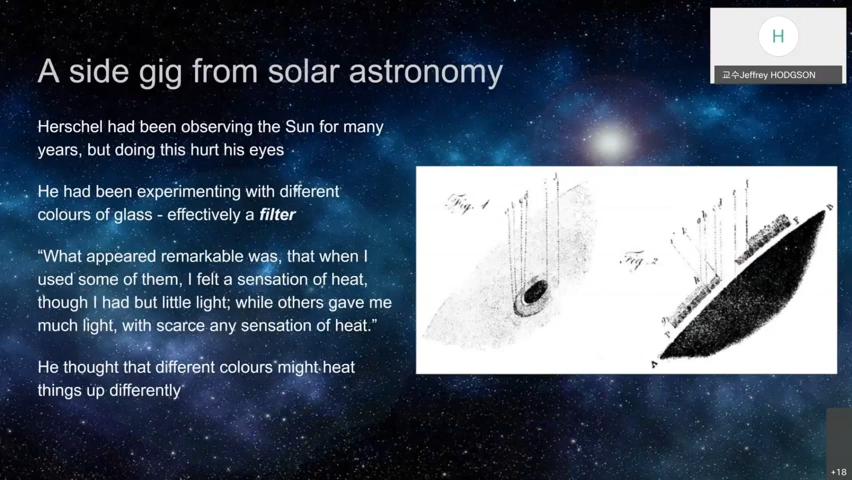 A side gig from solar astronomy
교수Jeffrey HODGSON
H
Herschel had been observing the Sun for many
years, but doing this hurt his eyes
He had been experimenting with different
colours of glass - effectively a filter
“What appeared remarkable was, that when I
used some of them, I felt a sensation of heat,
though I had but little light; while others gave me
much light, with scarce any sensation of heat.”
He thought that different colours might heat
things up differently
Fig. 1
Fig. 2
A
+18